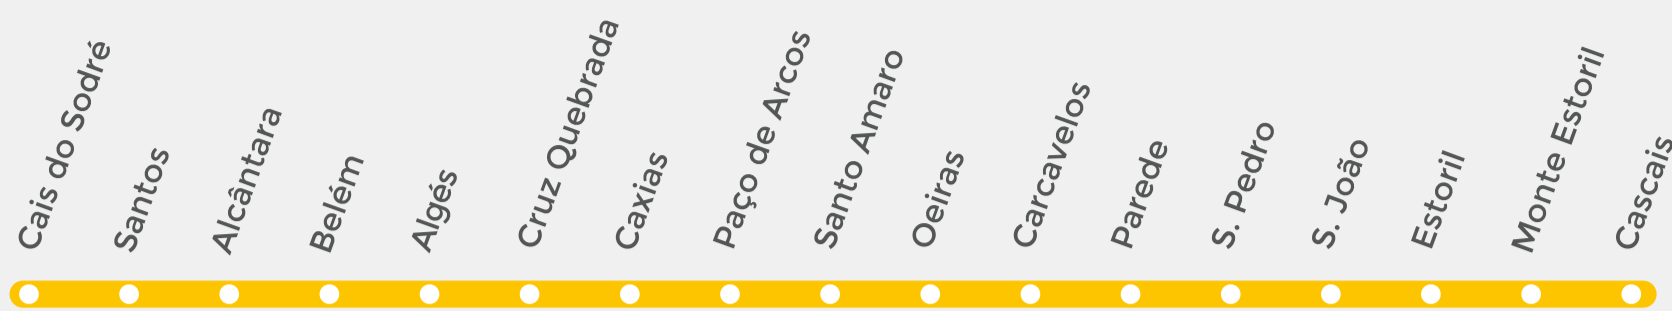 Cais do Sodré
Santos
Alcântara
Belém
Algés
Cruz Quebrada
Caxias
Paço de Arcos
Santo Amaro
Oeiras
Carcavelos
Parede
S. Pedro
S. João
Estoril
Monte Estoril
Cascais